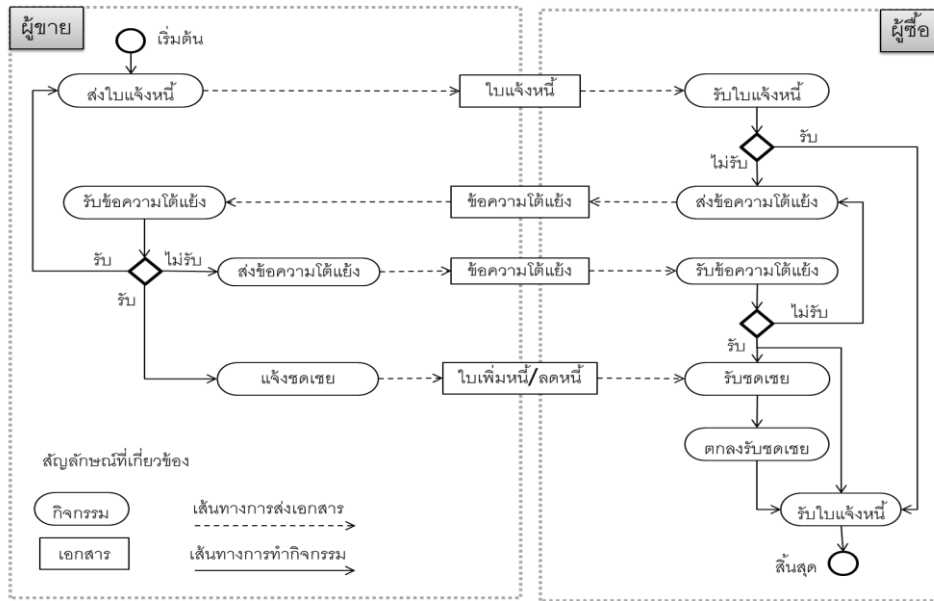 ผู้ขาย
ผู้ซื้อ
เริ่มต้น
ส่งใบแจ้งหนี้
ใบแจ้งหนี้
รับใบแจ้งหนี้
รับ
ไม่รับ
รับข้อความโต้แย้ง
ข้อความโต้แย้ง
ส่งข้อความโต้แย้ง
รับ
ไม่รับ
ส่งข้อความโต้แย้ง
ข้อความโต้แย้ง
รับข้อความโต้แย้ง
รับ
ไม่รับ
รับ
แจ้งชดเชย
ใบเพิ่มหนี้/ลดหนี้
รับชดเชย
ตกลงรับชดเชย
สัญลักษณ์ที่เกี่ยวข้อง
กิจกรรม
เส้นทางการส่งเอกสาร
รับใบแจ้งหนี้
เอกสาร
เส้นทางการทำกิจกรรม
สิ้นสุด